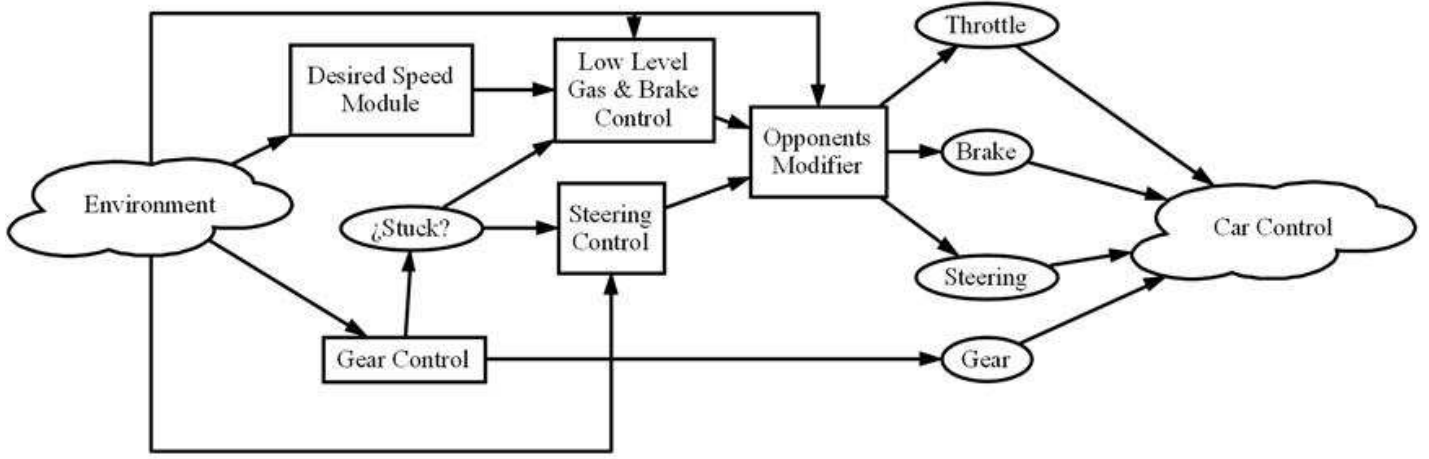 Throttle
Low Level
Gas & Brake
Control
Desired Speed
Module
Opponents
Modifier
Brake
Environment
¿Stuck?
Steering
Control
Car Control
Steering
Gear Control
Gear